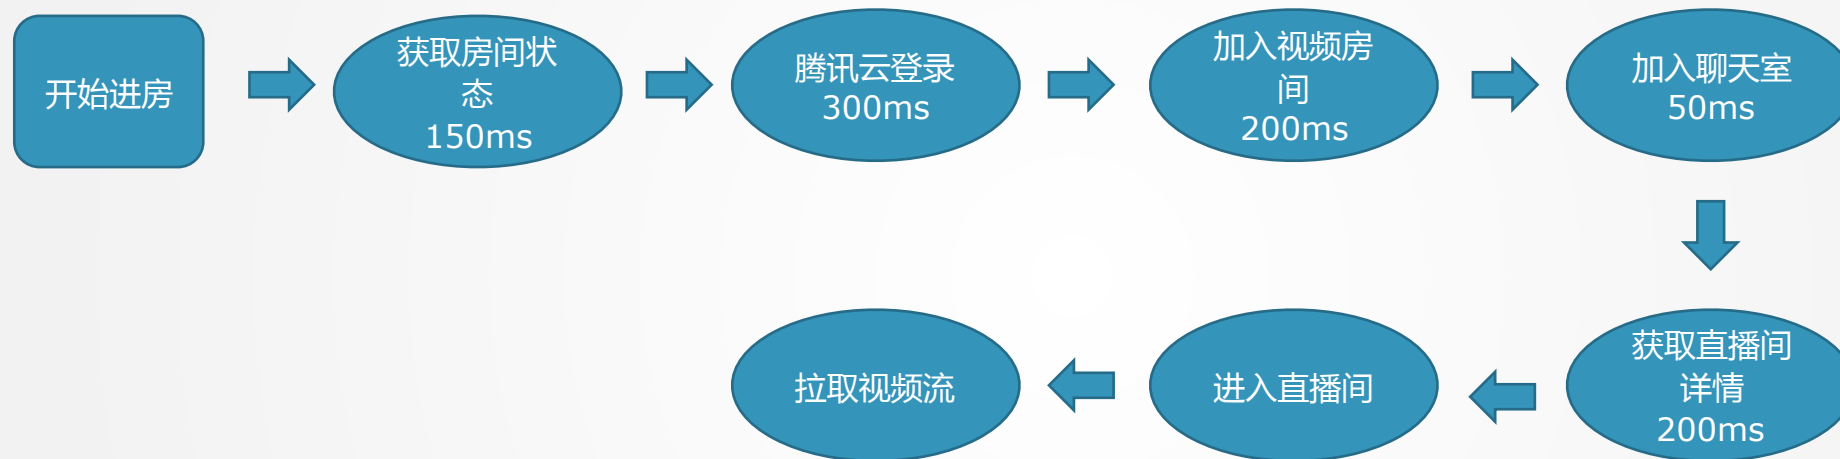 开始进房
获取房间状
态
150ms
腾讯云登录
300ms
加入视频房
间
200ms
加入聊天室
50ms
拉取视频流
进入直播间
获取直播间
详情
200ms